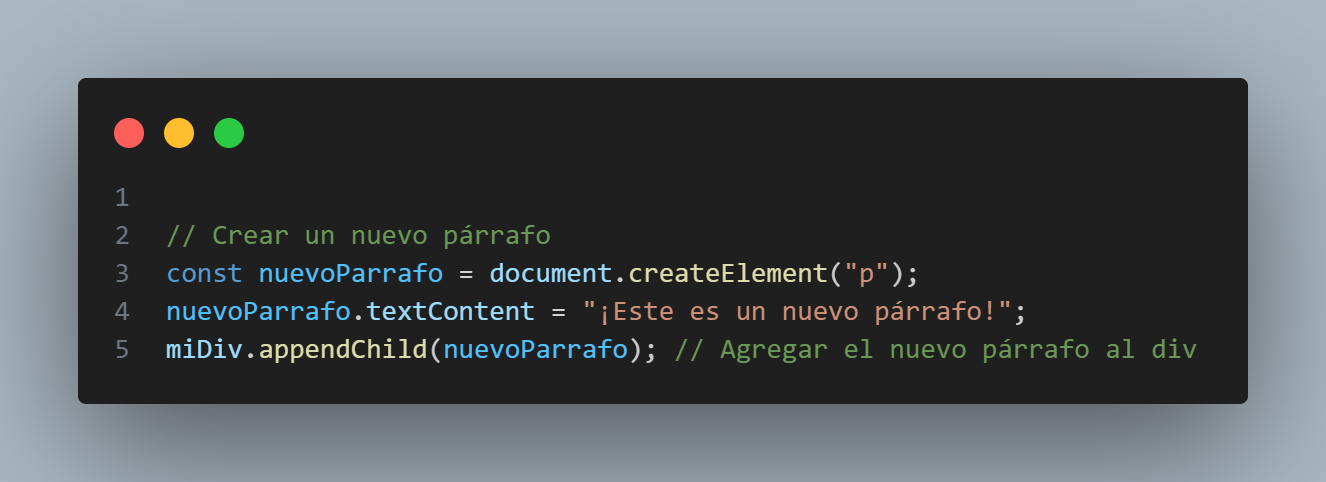 1
2 // Crear un nuevo párrafo
3 const nuevoParrafo = document.createElement("p");
4 nuevoParrafo.textContent = "¡Este es un nuevo párrafo!";
5 miDiv.appendChild(nuevoParrafo); // Agregar el nuevo párrafo al div